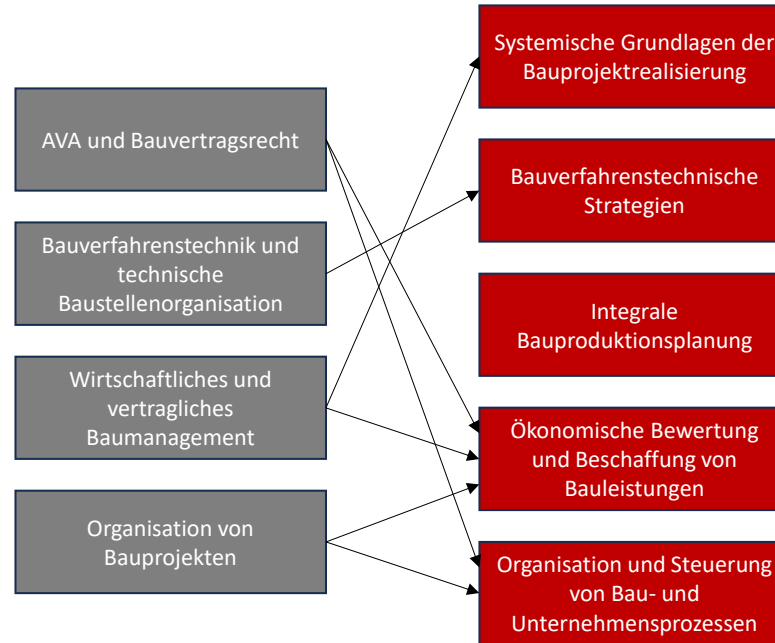 AVA und Bauvertragsrecht
Bauverfahrenstechnik und
technische
Baustellenorganisation
Wirtschaftliches und
vertragliches
Baumanagement
Organisation von
Bauprojekten
Systemische Grundlagen der
Bauprojektrealisierung
Bauverfahrenstechnische
Strategien
Integrale
Bauproduktionsplanung
Ökonomische Bewertung
und Beschaffung von
Bauleistungen
Organisation und Steuerung
von Bau- und
Unternehmensprozessen